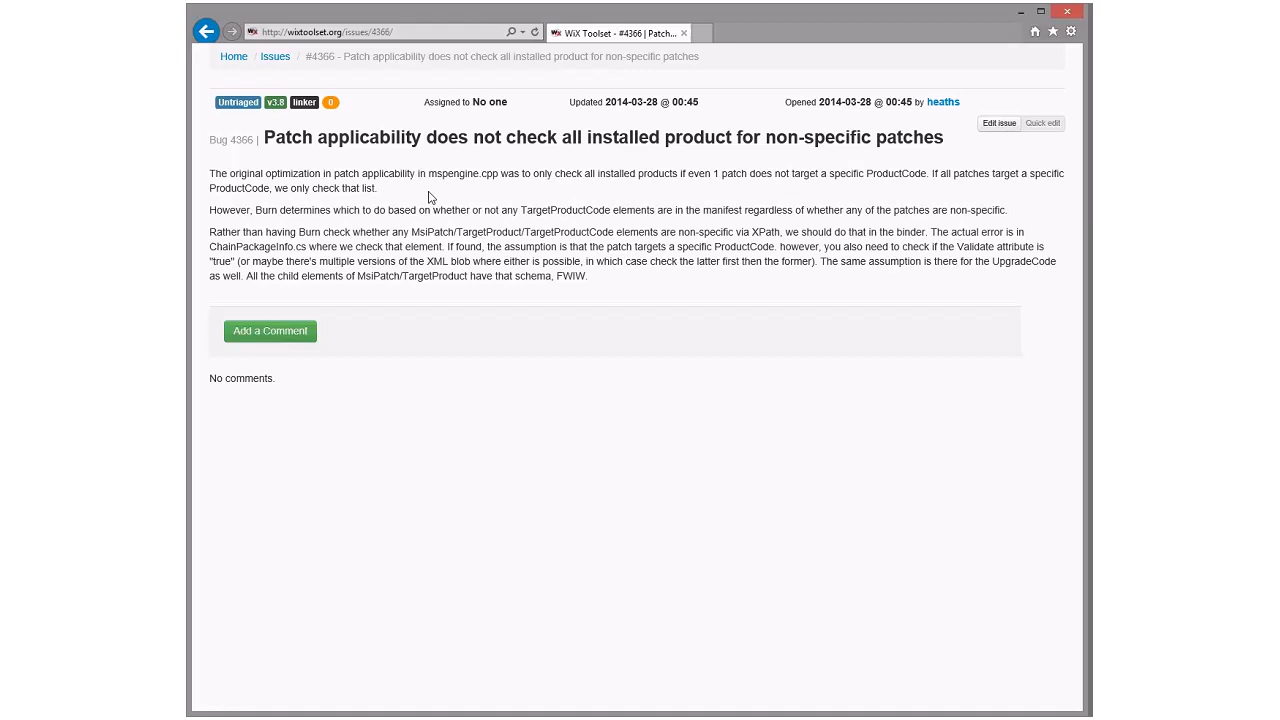 http://wixtoolset.org/issues/4366/
WiX Toolset - #4366 | Patch...
Home / Issues / #4366 - Patch applicability does not check all installed product for non-specific patches
Untriaged v3.8 linker 0 Assigned to No one Updated 2014-03-28 @ 00:45 Opened 2014-03-28 @ 00:45 by heaths
Edit issue Quick edit
Bug 4366 | Patch applicability does not check all installed product for non-specific patches
The original optimization in patch applicability in mspengine.cpp was to only check all installed products if even 1 patch does not target a specific ProductCode. If all patches target a specific
ProductCode, we only check that list.
However, Burn determines which to do based on whether or not any TargetProductCode elements are in the manifest regardless of whether any of the patches are non-specific.
Rather than having Burn check whether any MsiPatch/TargetProduct/TargetProductCode elements are non-specific via XPath, we should do that in the binder. The actual error is in
ChainPackageInfo.cs where we check that element. If found, the assumption is that the patch targets a specific ProductCode. however, you also need to check if the Validate attribute is
"true" (or maybe there's multiple versions of the XML blob where either is possible, in which case check the latter first then the former). The same assumption is there for the UpgradeCode
as well. All the child elements of MsiPatch/TargetProduct have that schema, FWIW.
Add a Comment
No comments.